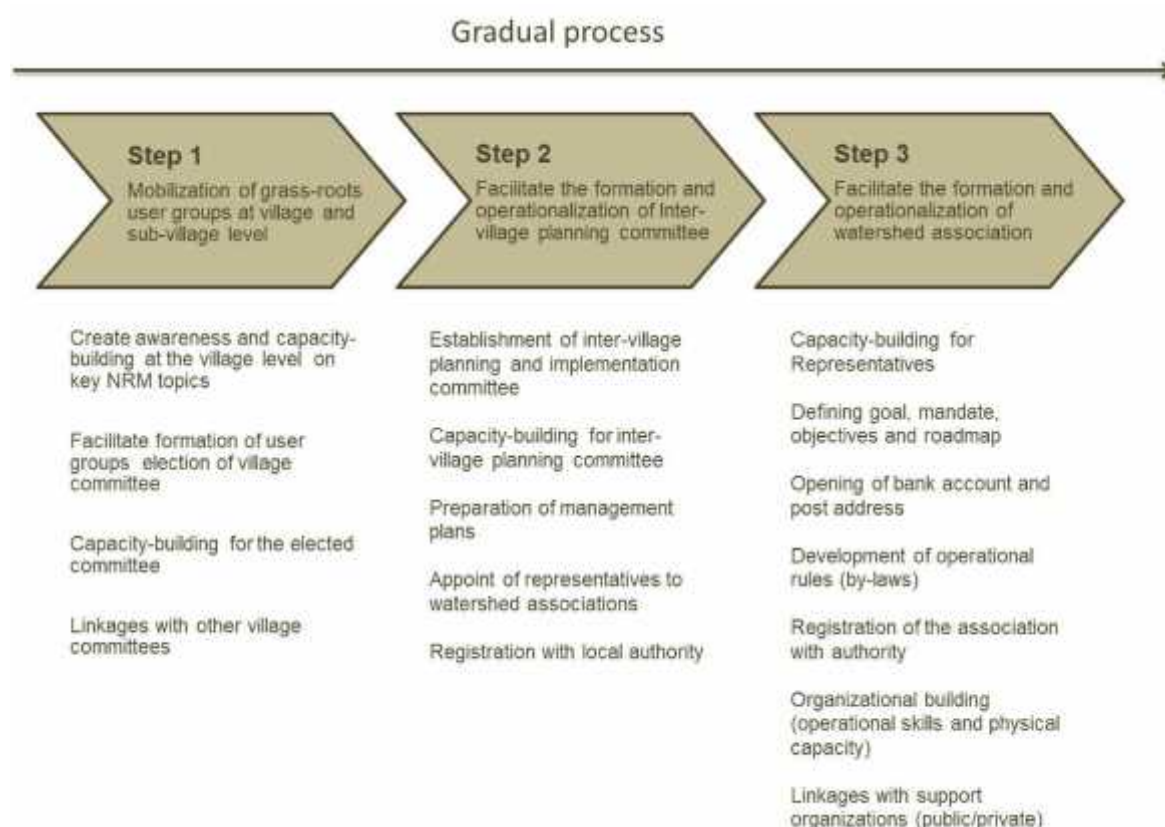 Gradual process
Step 1
Mobilization of grass-roots
user groups at village and
sub-village level
Step 2
Facilitate the formation and
operationalization of Inter-
village planning committee
Step 3
Facilitate the formation and
operationalization of
watershed association
Create awareness and capacity-
building at the village level on
key NRM topics
Facilitate formation of user
groups election of village
committee
Capacity-building for the elected
committee
Linkages with other village
committees
Establishment of inter-village
planning and implementation
committee
Capacity-building for inter-
village planning committee
Preparation of management
plans
Appoint of representatives to
watershed associations
Registration with local authority
Capacity-building for
Representatives
Defining goal, mandate,
objectives and roadmap
Opening of bank account and
post address
Development of operational
rules (by-laws)
Registration of the association
with authority
Organizational building
(operational skills and physical
capacity)
Linkages with support
organizations (public/private)